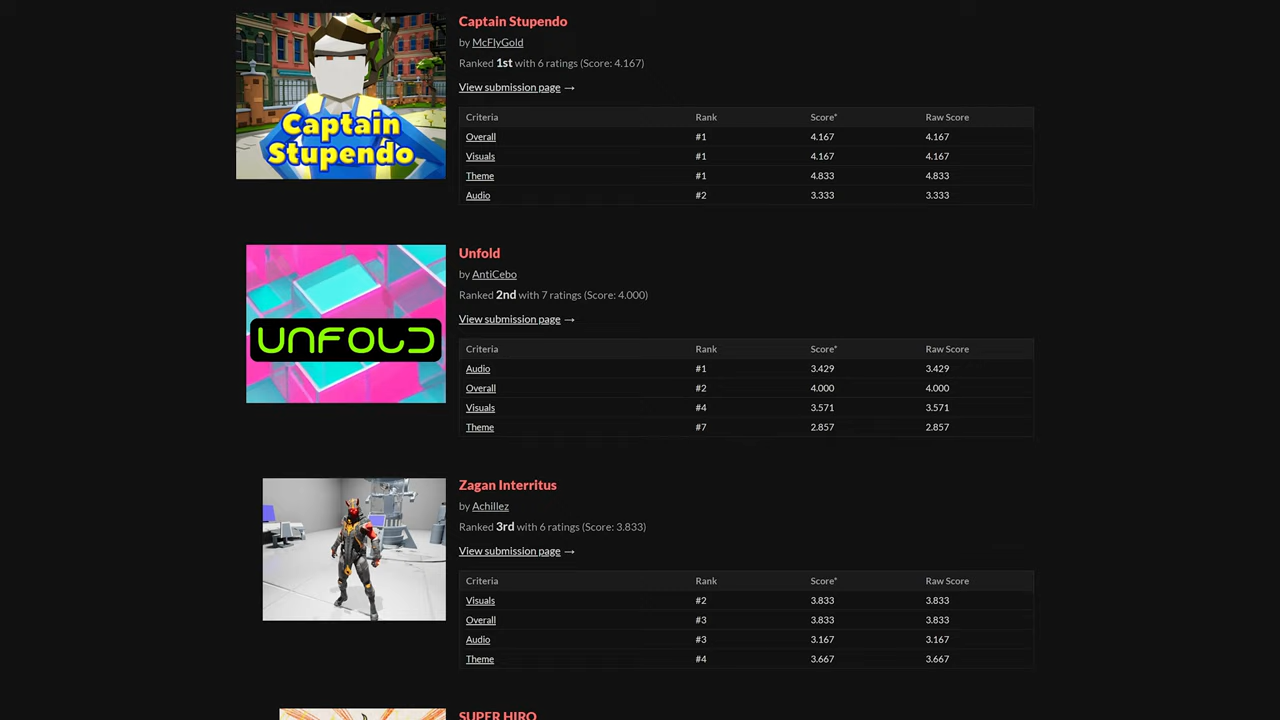 Captain Stupendo
by McFlyGold
Ranked 1st with 6 ratings (Score: 4.167)
View submission page →
Captain
Stupendo
Criteria Rank Score* Raw Score
Overall #1 4.167 4.167
Visuals #1 4.167 4.167
Theme #1 4.833 4.833
Audio #2 3.333 3.333
Unfold
by AntiCebo
Ranked 2nd with 7 ratings (Score: 4.000)
View submission page →
UNFOLD
Criteria Rank Score* Raw Score
Audio #1 3.429 3.429
Overall #2 4.000 4.000
Visuals #4 3.571 3.571
Theme #7 2.857 2.857
Zagan Interritus
by Achillez
Ranked 3rd with 6 ratings (Score: 3.833)
View submission page →
Criteria Rank Score* Raw Score
Visuals #2 3.833 3.833
Overall #3 3.833 3.833
Audio #3 3.167 3.167
Theme #4 3.667 3.667
SUPER HIRO